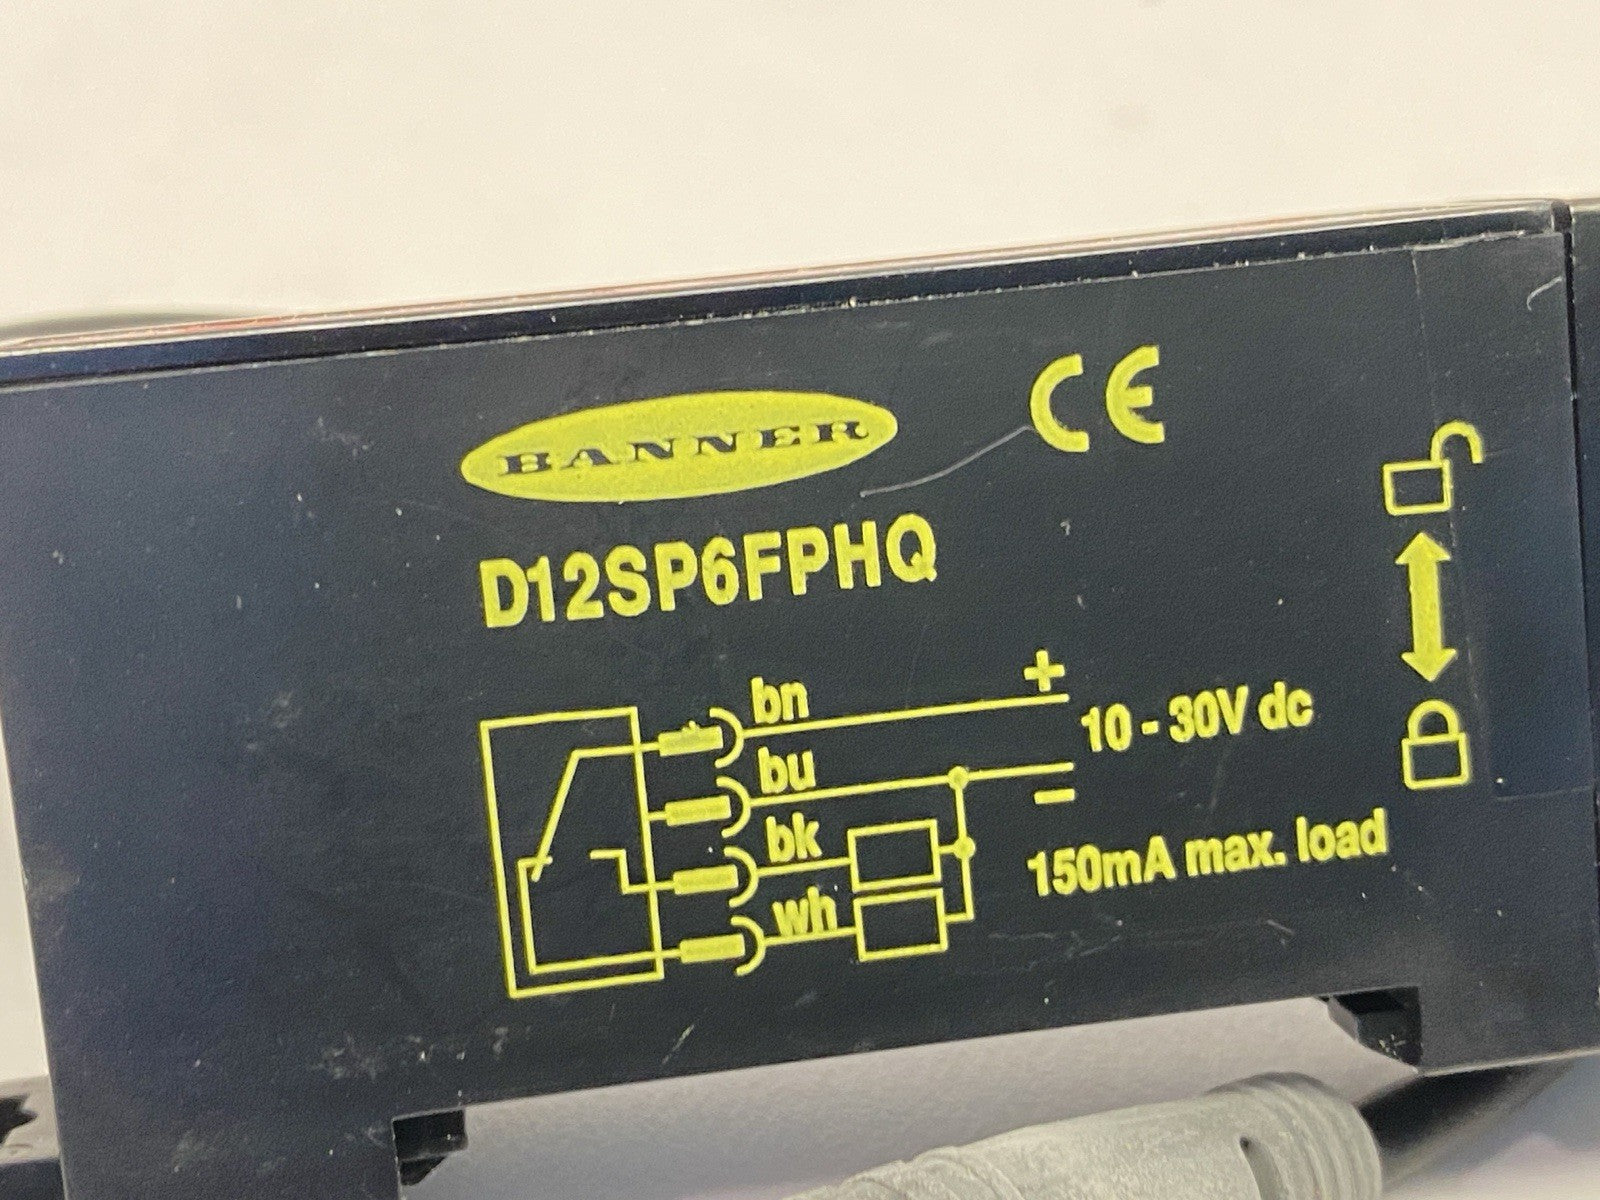 BANNER
CE
D12SP6FPHQ
bn
+
10 - 30V dc
bu
-
bk
150mA max. load
wh